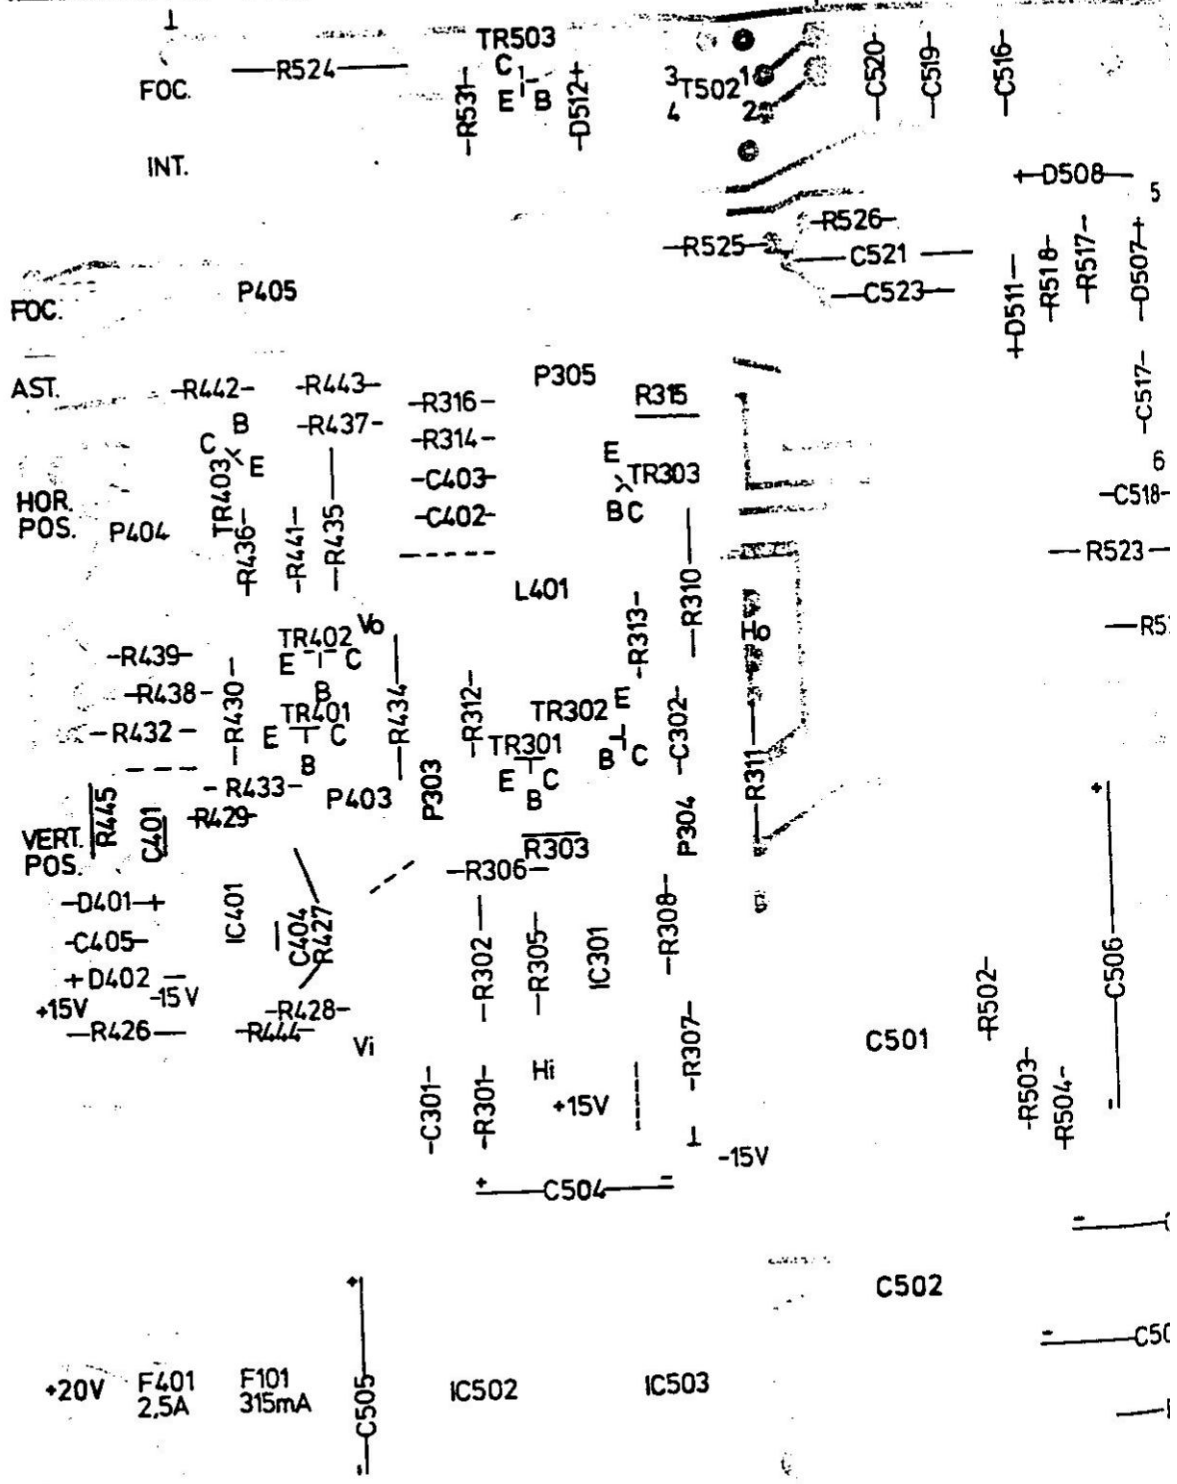 TR503
C
E B
R524
FOC.
R531
D512
3 T502 1
4 2
C520
C519
C516
INT.
D508
5
R526
R525
C521
C523
D511
R518
R517
D507
P405
FOC.
AST.
R442
R443
R437
R316
R314
C403
C402
P305
R315
C517
B
C
E
TR403
E
TR303
B C
6
C518
HOR.
POS.
P404
R436
R441
R435
R523
L401
R313
R310
Ho
TR402
Vo
E C
B
R439
R438
R432
R430
TR401
E C
B
R434
R312
TR302
E
B C
TR301
E C
B
C302
R311
R433
P403
P303
R445
C401
R429
VERT.
POS.
R303
P304
R306
D401
C405
D402
+15V
-15V
IC401
C404
R427
R302
R305
IC301
R308
C506
R502
R426
R428
R444
Vi
C501
R307
C301
R301
Hi
+15V
-15V
R503
R504
C504
C502
+20V
F401
2,5A
F101
315mA
C505
IC502
IC503